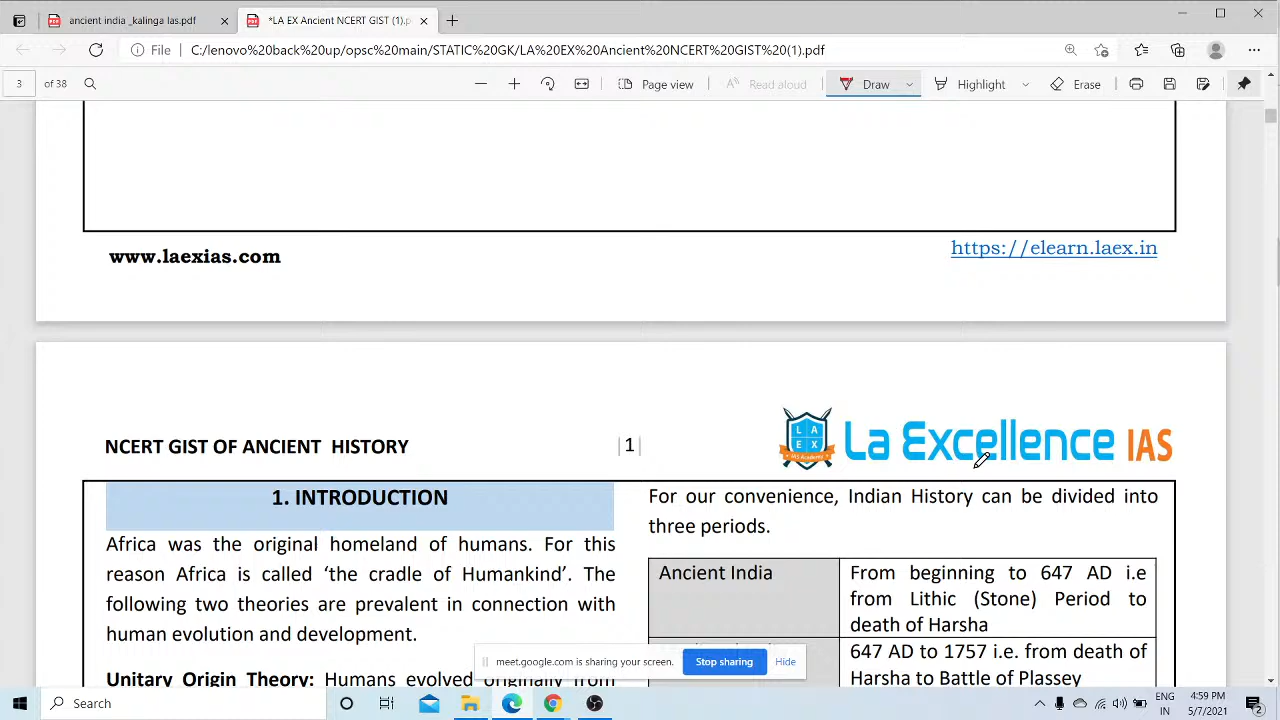 ancient india _kalinga Ias.pdf
*LA EX Ancient NCERT GIST (1).p
File
C:/lenovo%20back%20up/opsc%20main/STATIC%20GK/LA%20EX%20Ancient%20NCERT%20GIST%20(1).pdf
3 of 38
Page view
Read aloud
Draw
Highlight
Erase
www.laexias.com
https://elearn.laex.in
NCERT GIST OF ANCIENT HISTORY
|1|
LA
EX
La Excellence IAS
1. INTRODUCTION
Africa was the original homeland of humans. For this
reason Africa is called ‘the cradle of Humankind’. The
following two theories are prevalent in connection with
human evolution and development.
Unitary Origin Theory: Humans evolved originally from
For our convenience, Indian History can be divided into
three periods.
Ancient India
From beginning to 647 AD i.e
from Lithic (Stone) Period to
death of Harsha
647 AD to 1757 i.e. from death of
Harsha to Battle of Plassey
meet.google.com is sharing your screen.
Stop sharing
Hide
Search
ENG
IN
4:59 PM
5/7/2021
2